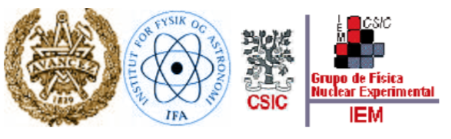 AVANCEZ
1829
INSTITUT FOR FYSIK OG ASTRONOMI
IFA
CSIC
IEM
CSIC
Grupo de Física
Nuclear Experimental
IEM